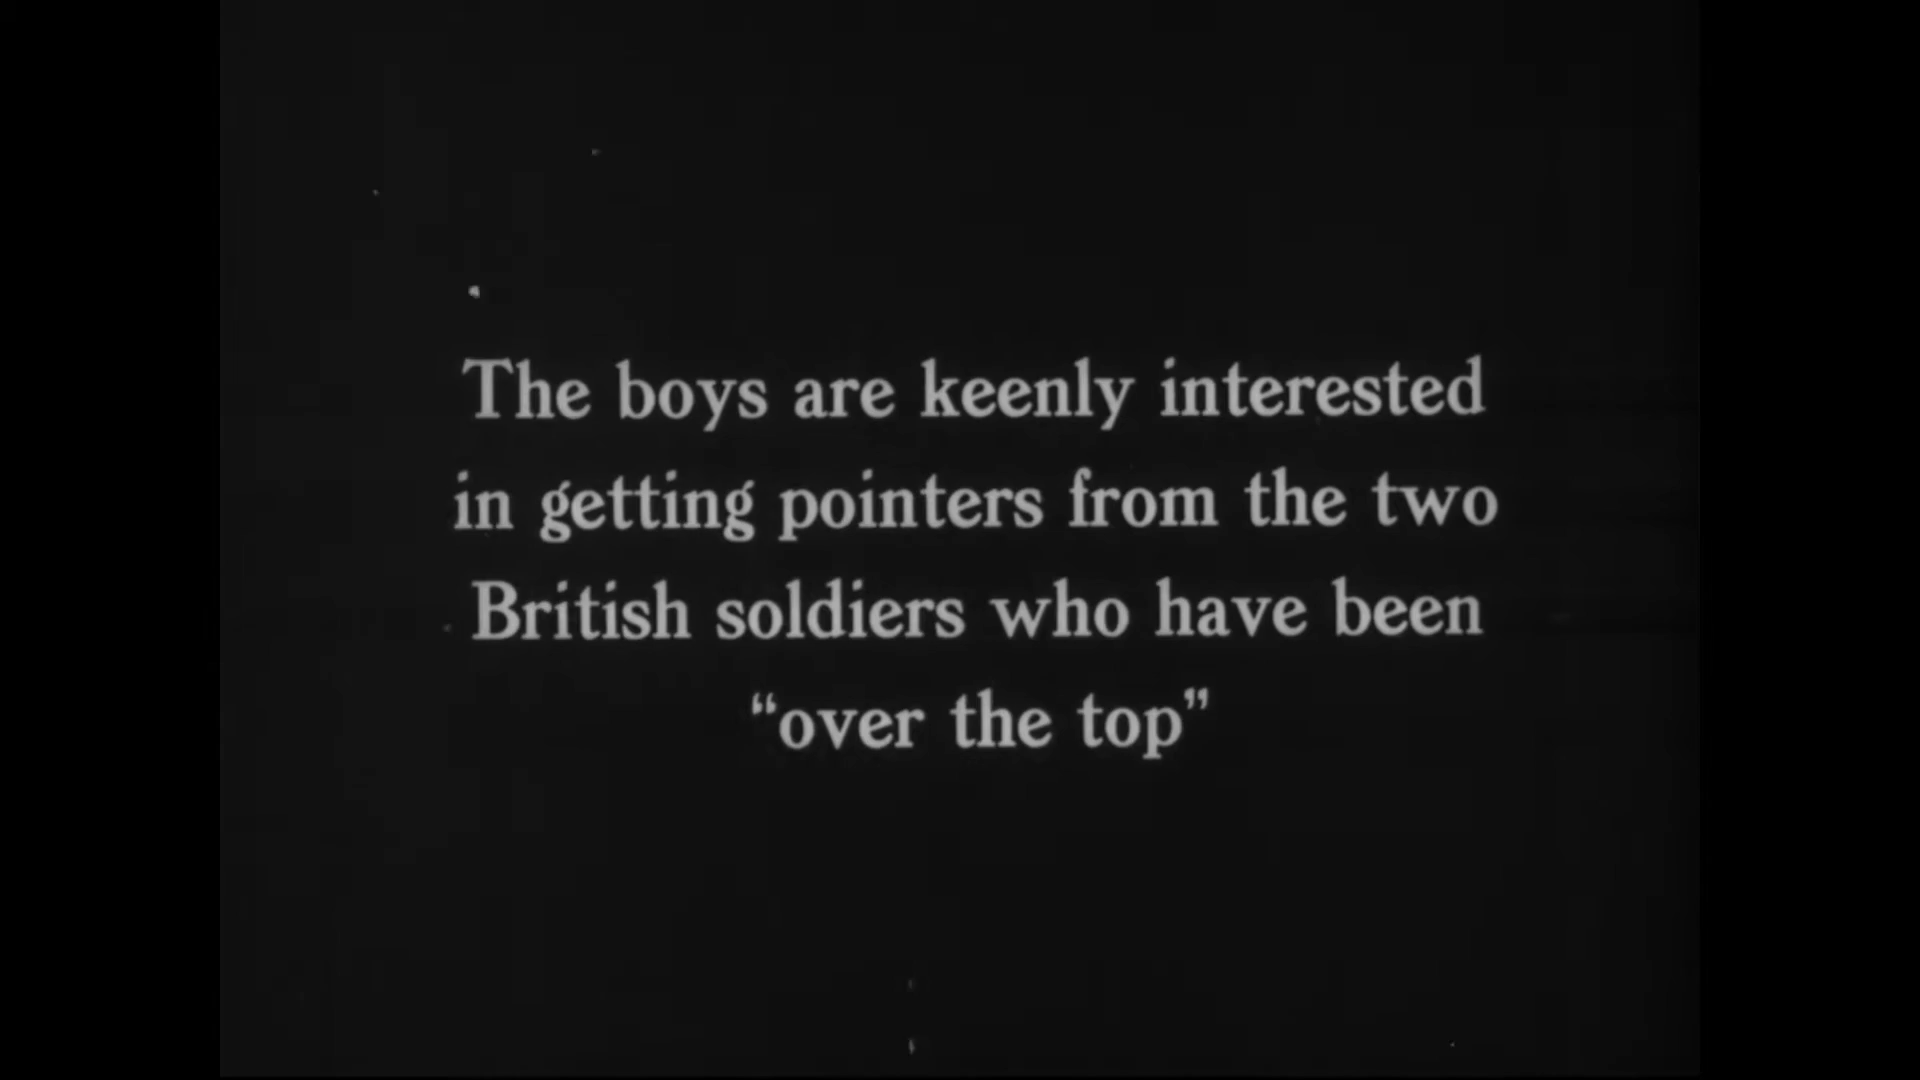 The boys are keenly interested
in getting pointers from the two
British soldiers who have been
“over the top”